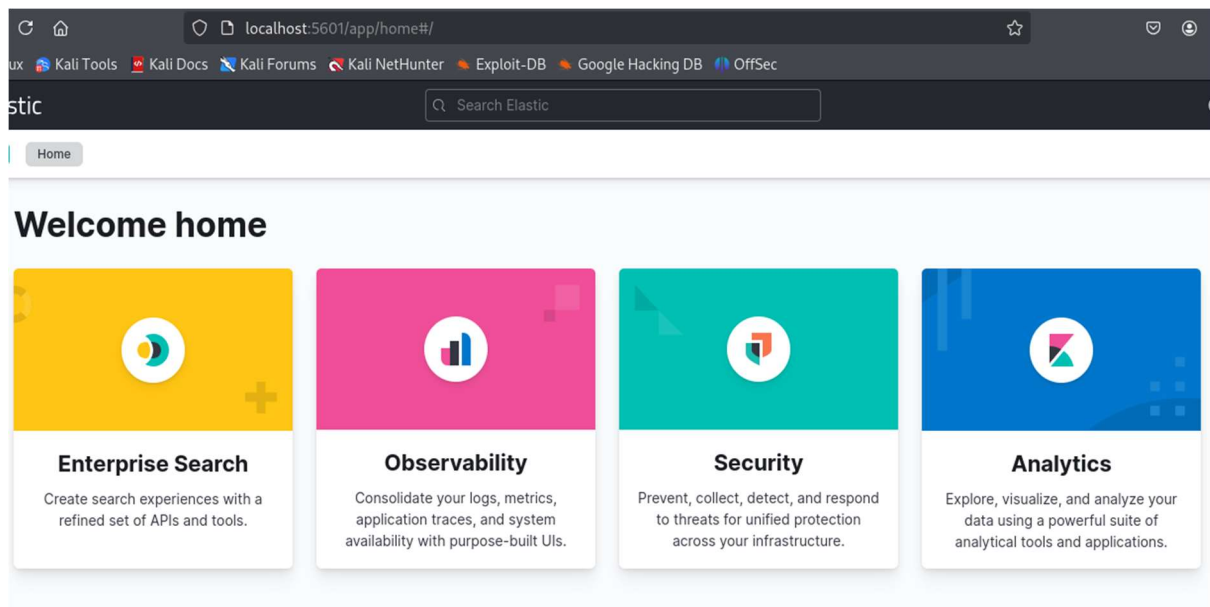 localhost:5601/app/home#/
ux Kali Tools Kali Docs Kali Forums Kali NetHunter Exploit-DB Google Hacking DB OffSec
stic Search Elastic
Home
Welcome home
Enterprise Search
Create search experiences with a
refined set of APIs and tools.
Observability
Consolidate your logs, metrics,
application traces, and system
availability with purpose-built UIs.
Security
Prevent, collect, detect, and respond
to threats for unified protection
across your infrastructure.
Analytics
Explore, visualize, and analyze your
data using a powerful suite of
analytical tools and applications.